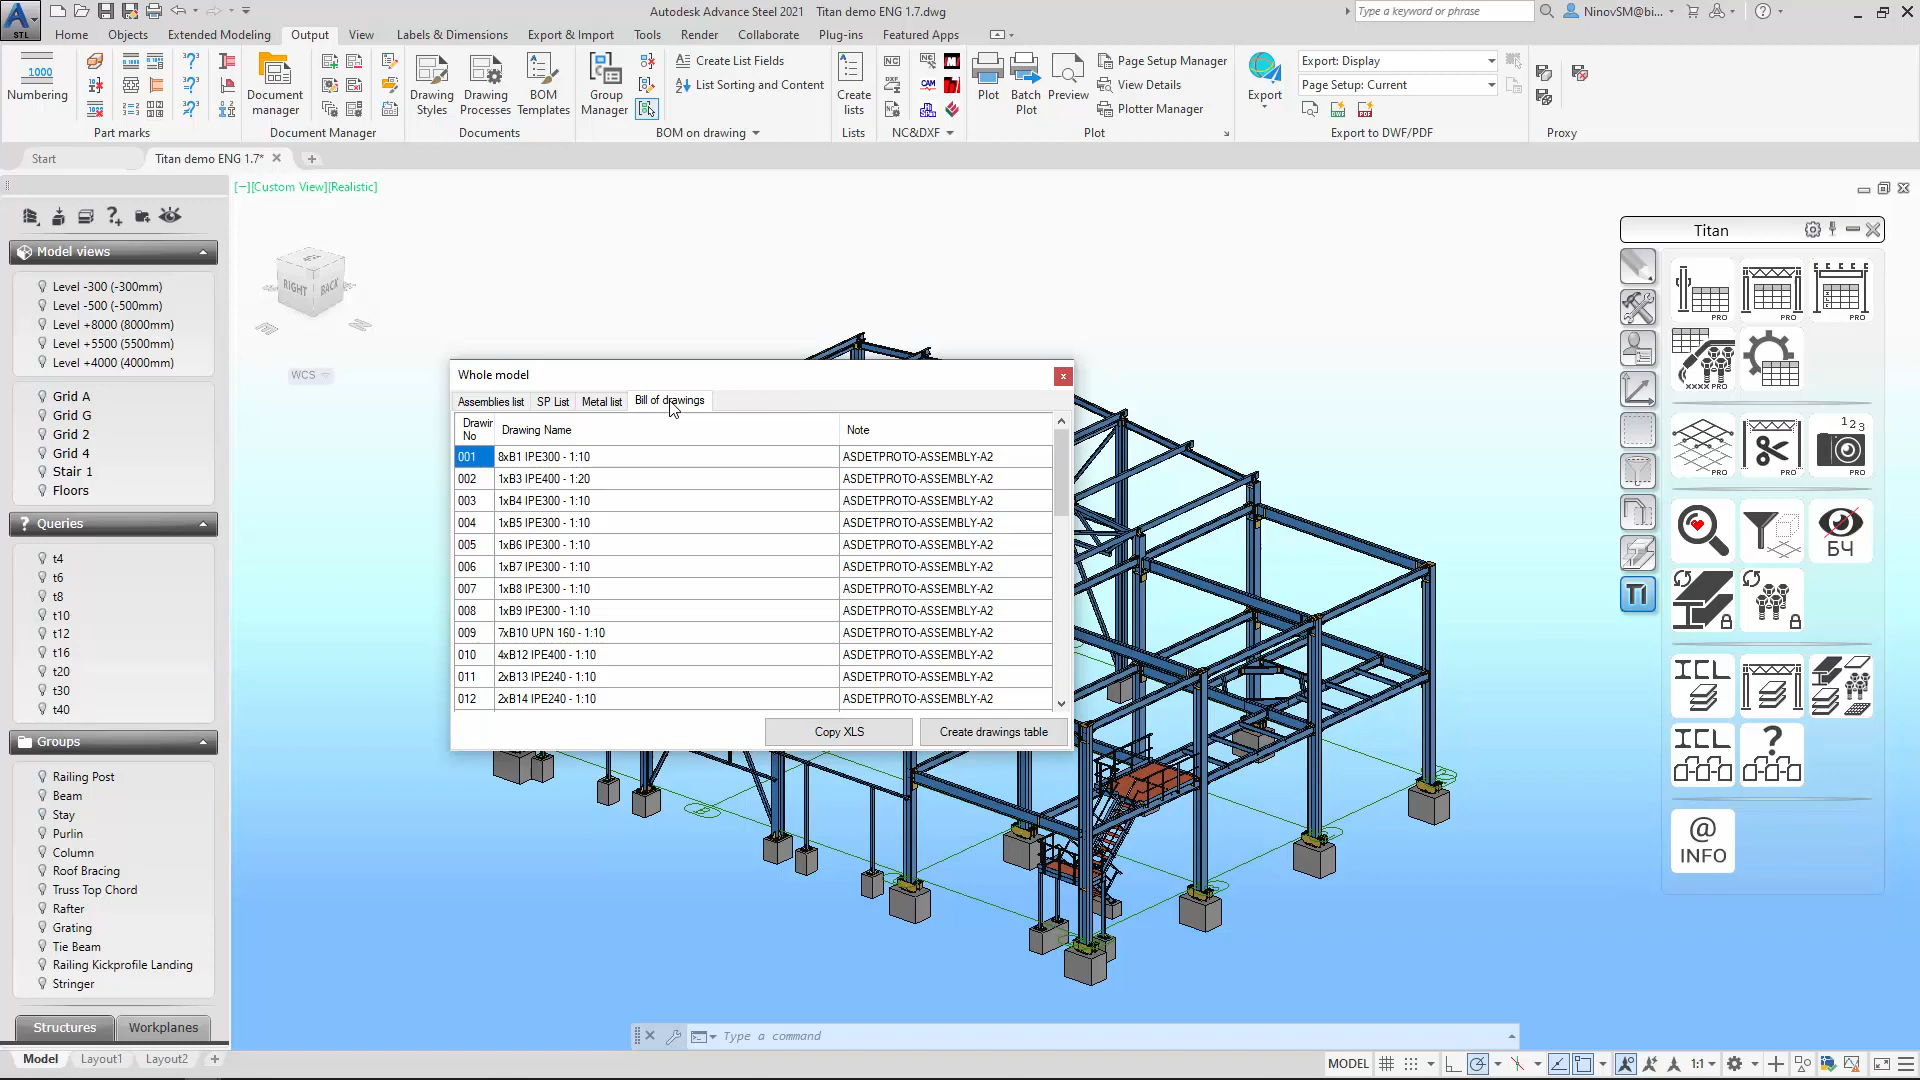 Autodesk Advance Steel 2021 Titan demo ENG 1.7.dwg
Type a keyword or phrase
NinovSM@bi...
STL
Home Objects Extended Modeling Output View Labels & Dimensions Export & Import Tools Render Collaborate Plug-ins Featured Apps
1000
Numbering
Part marks
Document manager
Document Manager
Drawing Styles
Drawing Processes
BOM Templates
Documents
Group Manager
Create List Fields
List Sorting and Content
BOM on drawing
Create lists
Lists
NC
DXF
NC
CAM
NC&DXF
Plot
Batch Plot
Preview
Page Setup Manager
View Details
Plotter Manager
Plot
Export
Export: Display
Page Setup: Current
Export to DWF/PDF
Proxy
Start
Titan demo ENG 1.7*
[−][Custom View][Realistic]
Model views
Level -300 (-300mm)
Level -500 (-500mm)
Level +8000 (8000mm)
Level +5500 (5500mm)
Level +4000 (4000mm)
Grid A
Grid G
Grid 2
Grid 4
Stair 1
Floors
Queries
t4
t6
t8
t10
t12
t16
t20
t30
t40
Groups
Railing Post
Beam
Stay
Purlin
Column
Roof Bracing
Truss Top Chord
Rafter
Grating
Tie Beam
Railing Kickprofile Landing
Stringer
Structures Workplanes
Model Layout1 Layout2
RIGHT BACK
WCS
Whole model
Assemblies list SP List Metal list Bill of drawings
Drawir No Drawing Name Note
001 8xB1 IPE300 - 1:10 ASDETPROTO-ASSEMBLY-A2
002 1xB3 IPE400 - 1:20 ASDETPROTO-ASSEMBLY-A2
003 1xB4 IPE300 - 1:10 ASDETPROTO-ASSEMBLY-A2
004 1xB5 IPE300 - 1:10 ASDETPROTO-ASSEMBLY-A2
005 1xB6 IPE300 - 1:10 ASDETPROTO-ASSEMBLY-A2
006 1xB7 IPE300 - 1:10 ASDETPROTO-ASSEMBLY-A2
007 1xB8 IPE300 - 1:10 ASDETPROTO-ASSEMBLY-A2
008 1xB9 IPE300 - 1:10 ASDETPROTO-ASSEMBLY-A2
009 7xB10 UPN 160 - 1:10 ASDETPROTO-ASSEMBLY-A2
010 4xB12 IPE400 - 1:10 ASDETPROTO-ASSEMBLY-A2
011 2xB13 IPE240 - 1:10 ASDETPROTO-ASSEMBLY-A2
012 2xB14 IPE240 - 1:10 ASDETPROTO-ASSEMBLY-A2
Copy XLS Create drawings table
Type a command
Titan
PRO PRO PRO
XXXX PRO
PRO PRO 123
PRO
БЧ
TI
ICL
ICL ?
@
INFO
MODEL 1:1